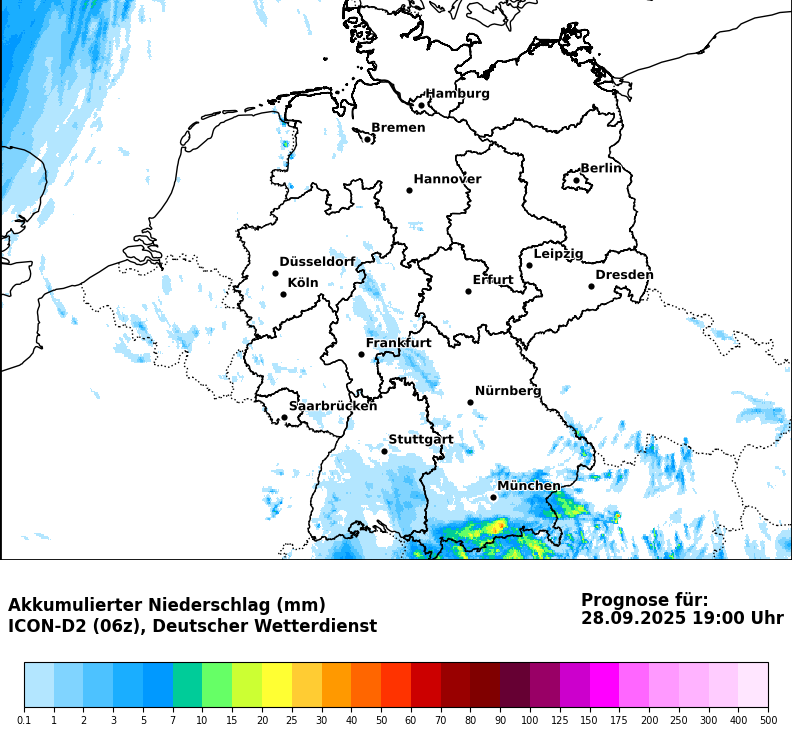 Hamburg
Bremen
Berlin
Hannover
Leipzig
Düsseldorf
Dresden
Köln
Erfurt
Frankfurt
Nürnberg
Saarbrücken
Stuttgart
München
Akkumulierter Niederschlag (mm)
ICON-D2 (06z), Deutscher Wetterdienst
Prognose für:
28.09.2025 19:00 Uhr
0.1 1 2 3 5 7 10 15 20 25 30 40 50 60 70 80 90 100 125 150 175 200 250 300 400 500